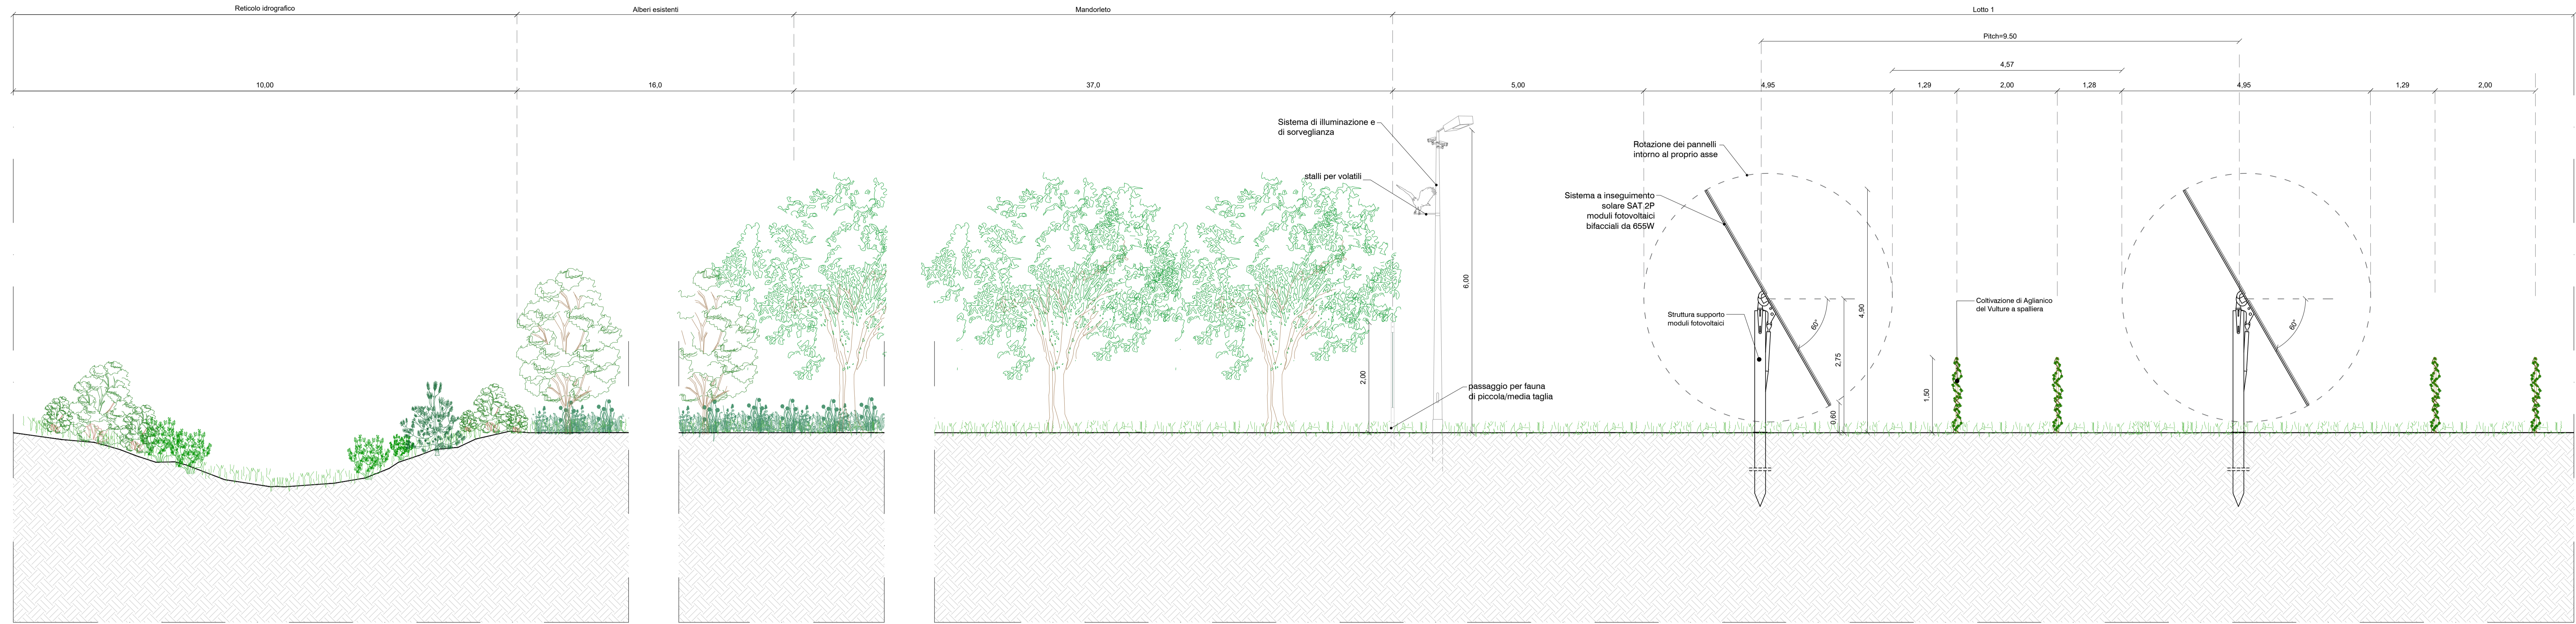 Reticolo idrografico
Alberi esistenti
Mandorleto
Lotto 1
Pitch=9.50
4,57
10,00
16,0
37,0
5,00
4,95
1,29
2,00
1,28
4,95
1,29
2,00
Sistema di illuminazione e
di sorveglianza
stalli per volatili
6,00
2,00
passaggio per fauna
di piccola/media taglia
Rotazione dei pannelli
intorno al proprio asse
Sistema a inseguimento
solare SAT 2P
moduli fotovoltaici
bifacciali da 655W
Struttura supporto
moduli fotovoltaici
60°
4,90
2,75
0,60
1,50
Coltivazione di Aglianico
del Vulture a spalliera
60°